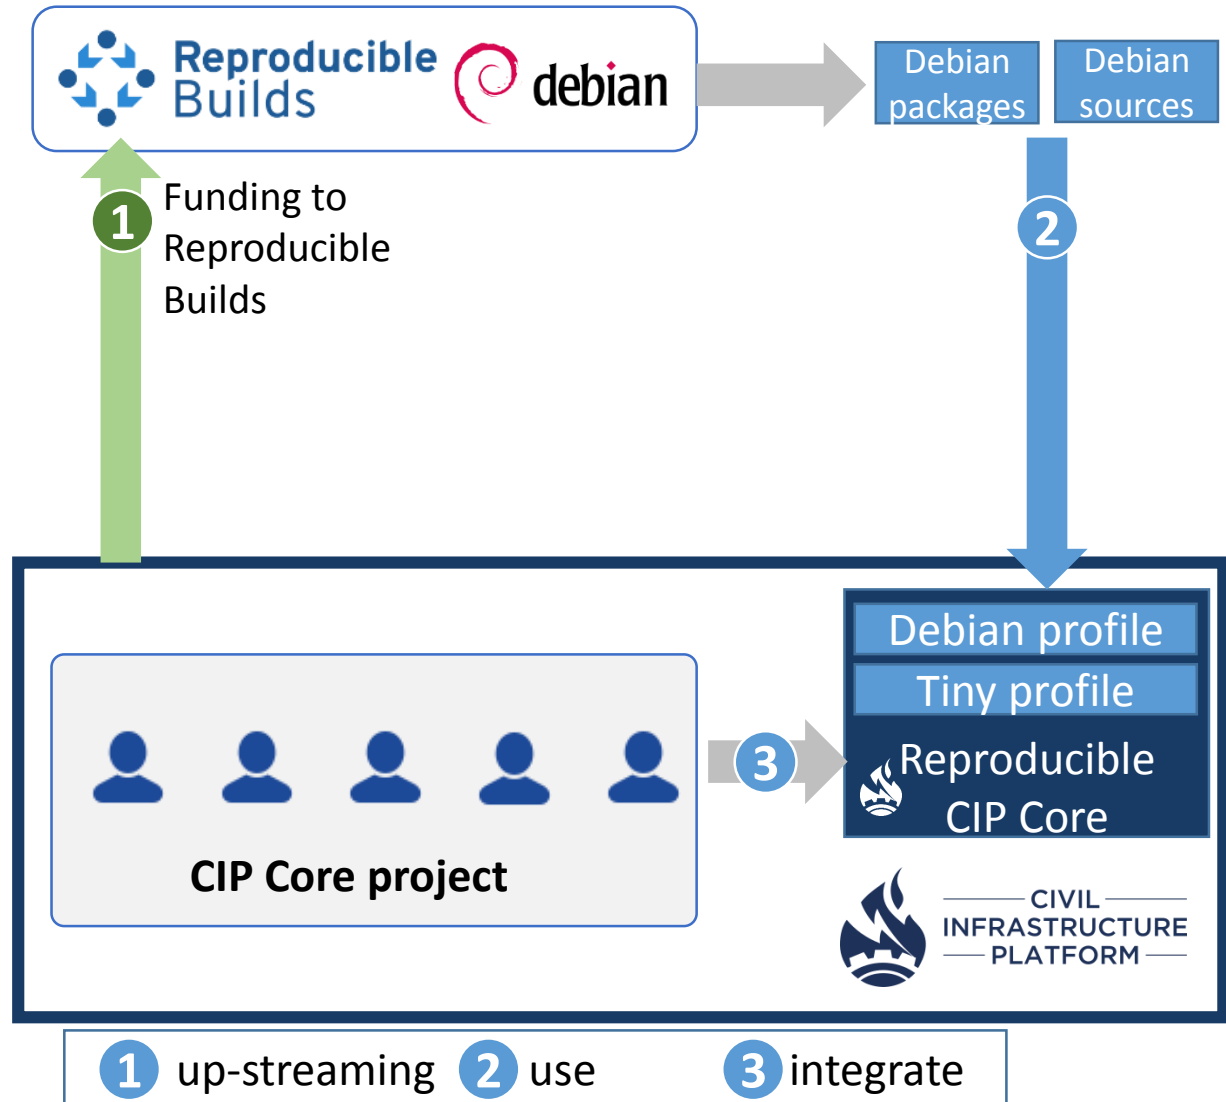 Reproducible
Builds
debian
Debian
packages
Debian
sources
1
Funding to
Reproducible
Builds
2
Debian profile
Tiny profile
3
Reproducible
CIP Core
CIP Core project
CIVIL
INFRASTRUCTURE
PLATFORM
1 up-streaming 2 use 3 integrate